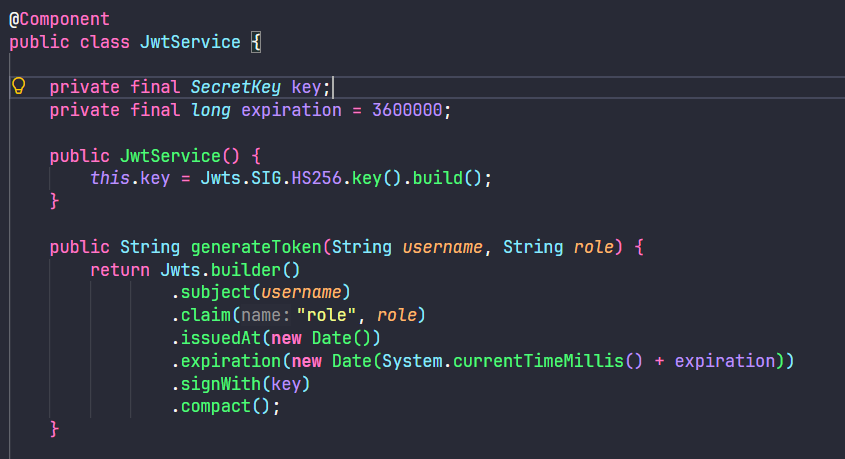 @Component
public class JwtService {
private final SecretKey key;
private final long expiration = 3600000;
public JwtService() {
this.key = Jwts.SIG.HS256.key().build();
}
public String generateToken(String username, String role) {
return Jwts.builder()
.subject(username)
.claim(name: "role", role)
.issuedAt(new Date())
.expiration(new Date(System.currentTimeMillis() + expiration))
.signWith(key)
.compact();
}